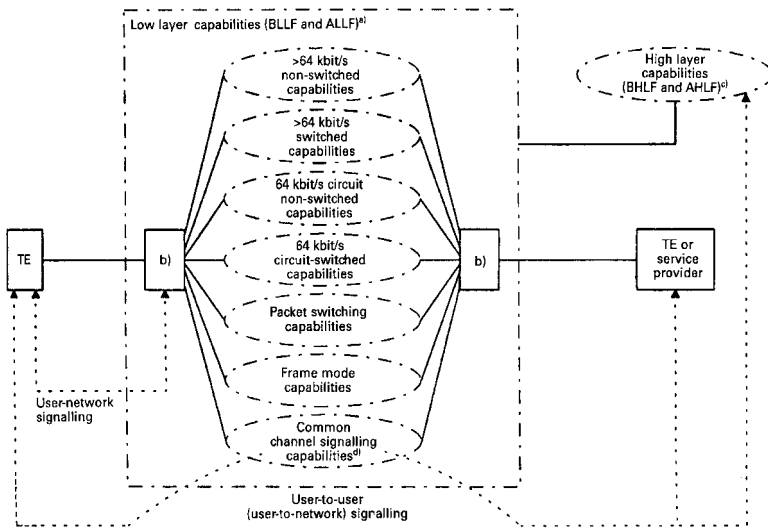 Low layer capabilities (BLLF and ALLF)a)
>64 kbit/s
non-switched
capabilities
High layer
capabilities
(BHLF and AHLF)c)
>64 kbit/s
switched
capabilities
64 kbit/s circuit
non-switched
capabilities
TE
b)
64 kbit/s
circuit-switched
capabilities
b)
TE or
service
provider
Packet switching
capabilities
Frame mode
capabilities
User-network
signalling
Common
channel signalling
capabilitiesd)
User-to-user
(user-to-network) signalling